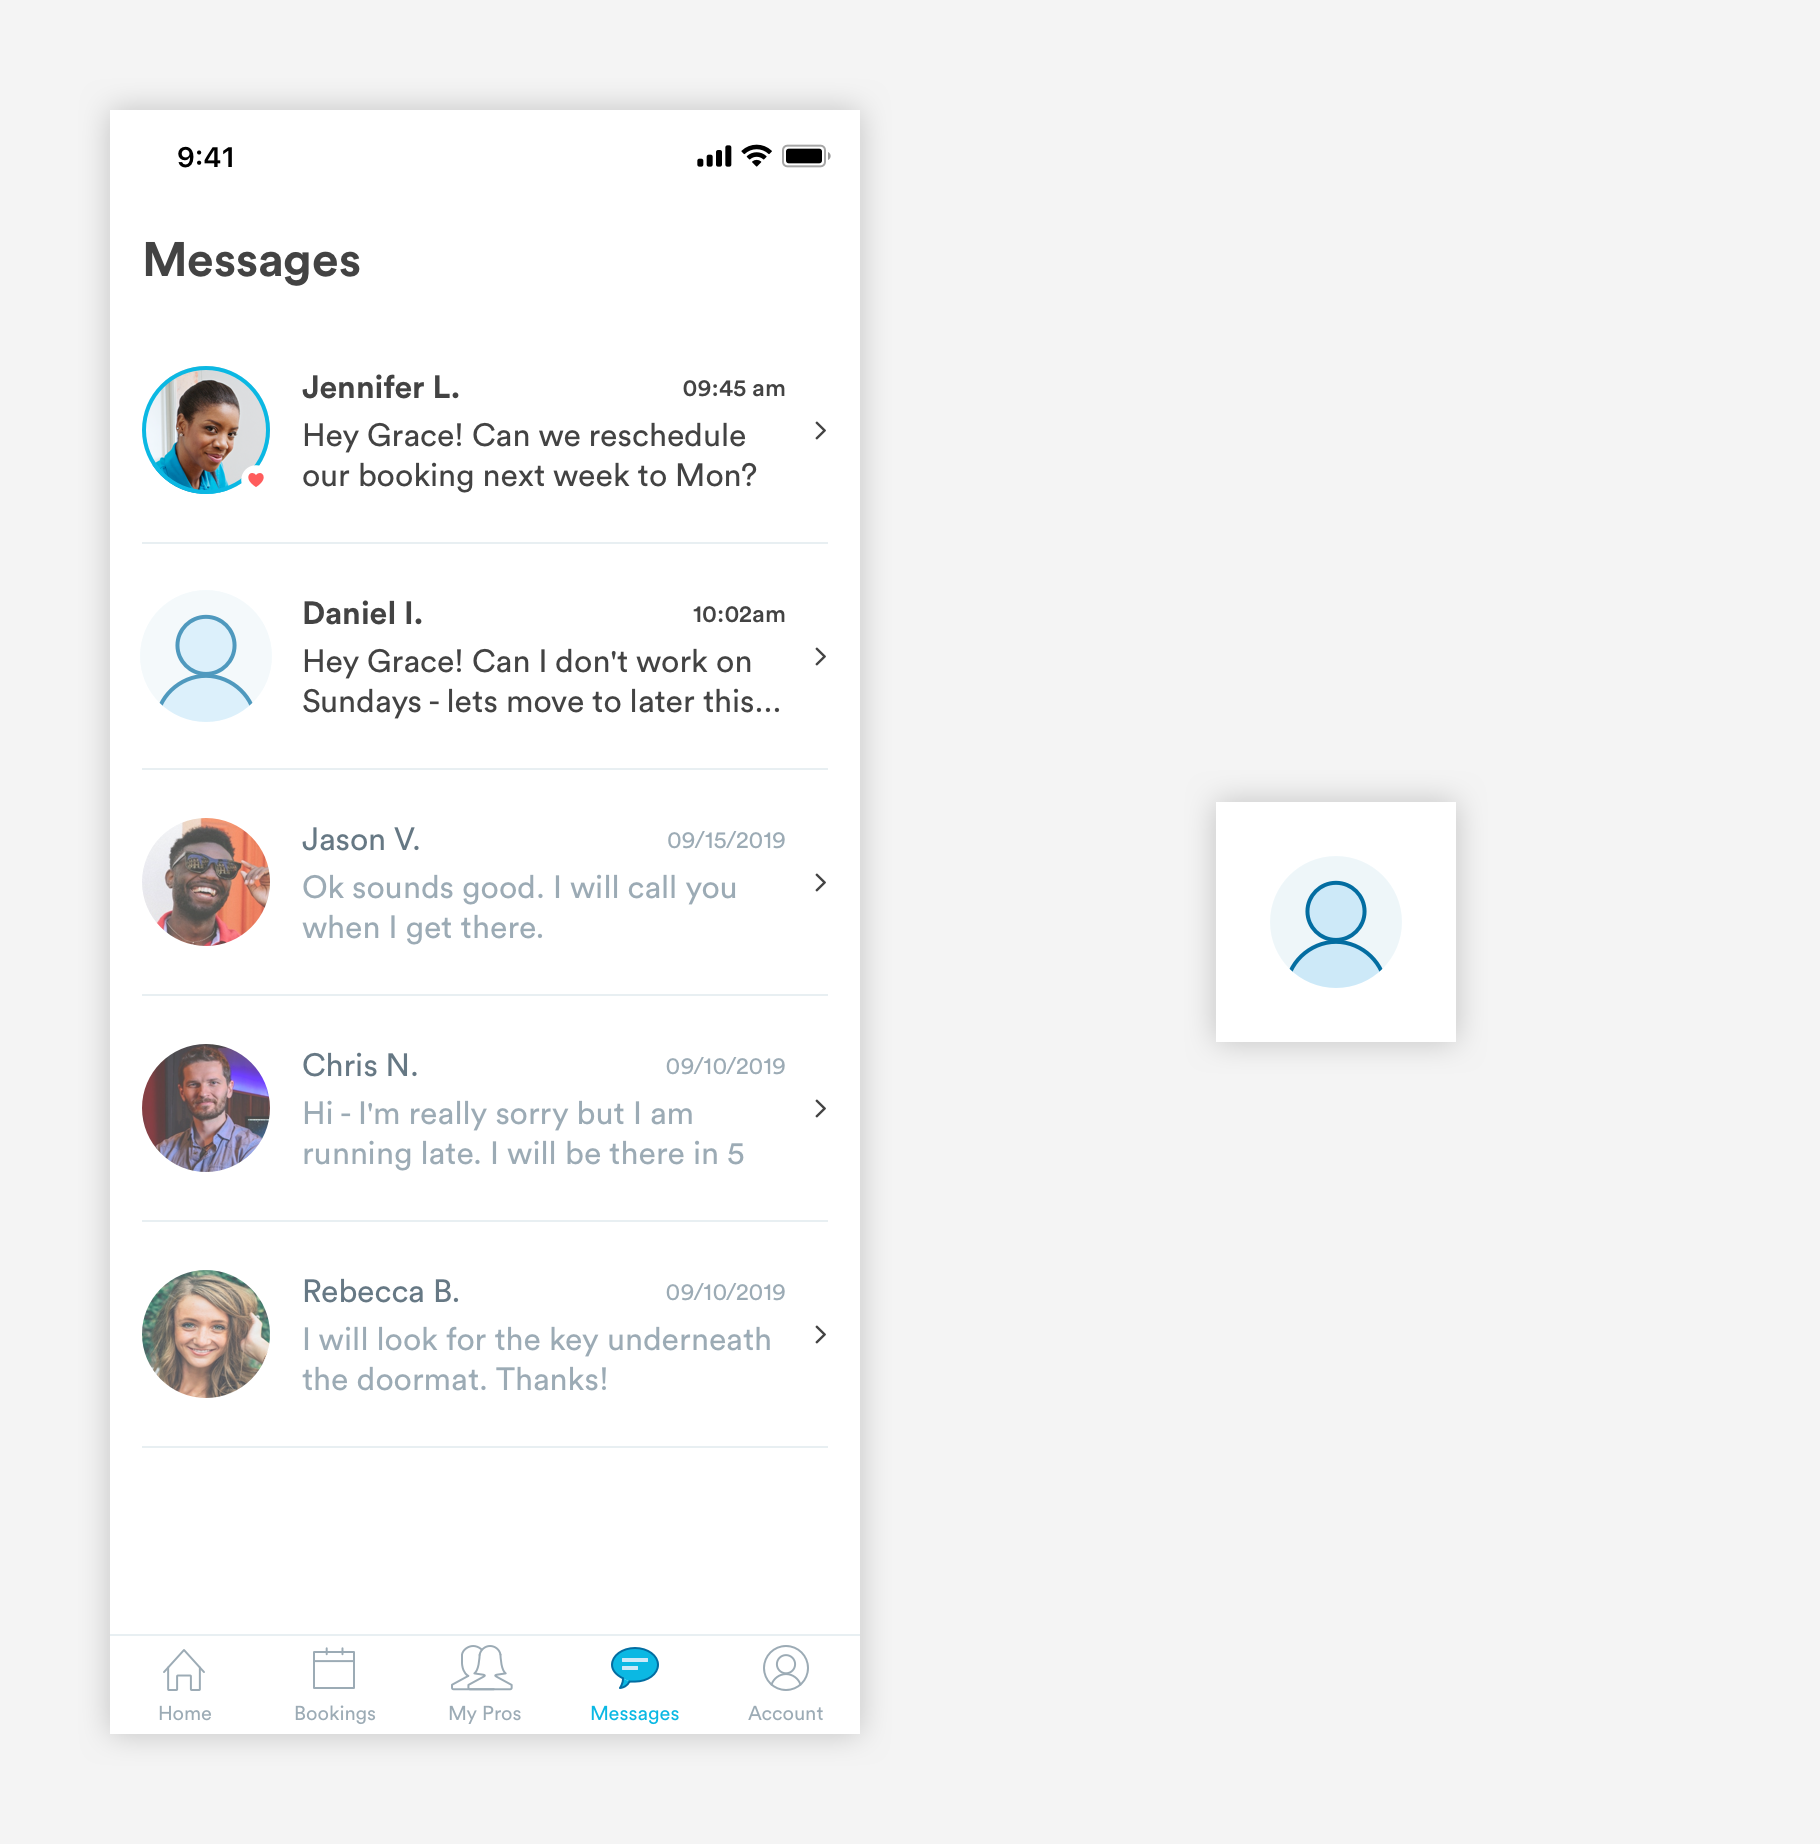 9:41
Messages
Jennifer L.
09:45 am
Hey Grace! Can we reschedule
our booking next week to Mon?
Daniel I.
10:02am
Hey Grace! Can I don't work on
Sundays - lets move to later this...
Jason V.
09/15/2019
Ok sounds good. I will call you
when I get there.
Chris N.
09/10/2019
Hi - I'm really sorry but I am
running late. I will be there in 5
Rebecca B.
09/10/2019
I will look for the key underneath
the doormat. Thanks!
Home
Bookings
My Pros
Messages
Account